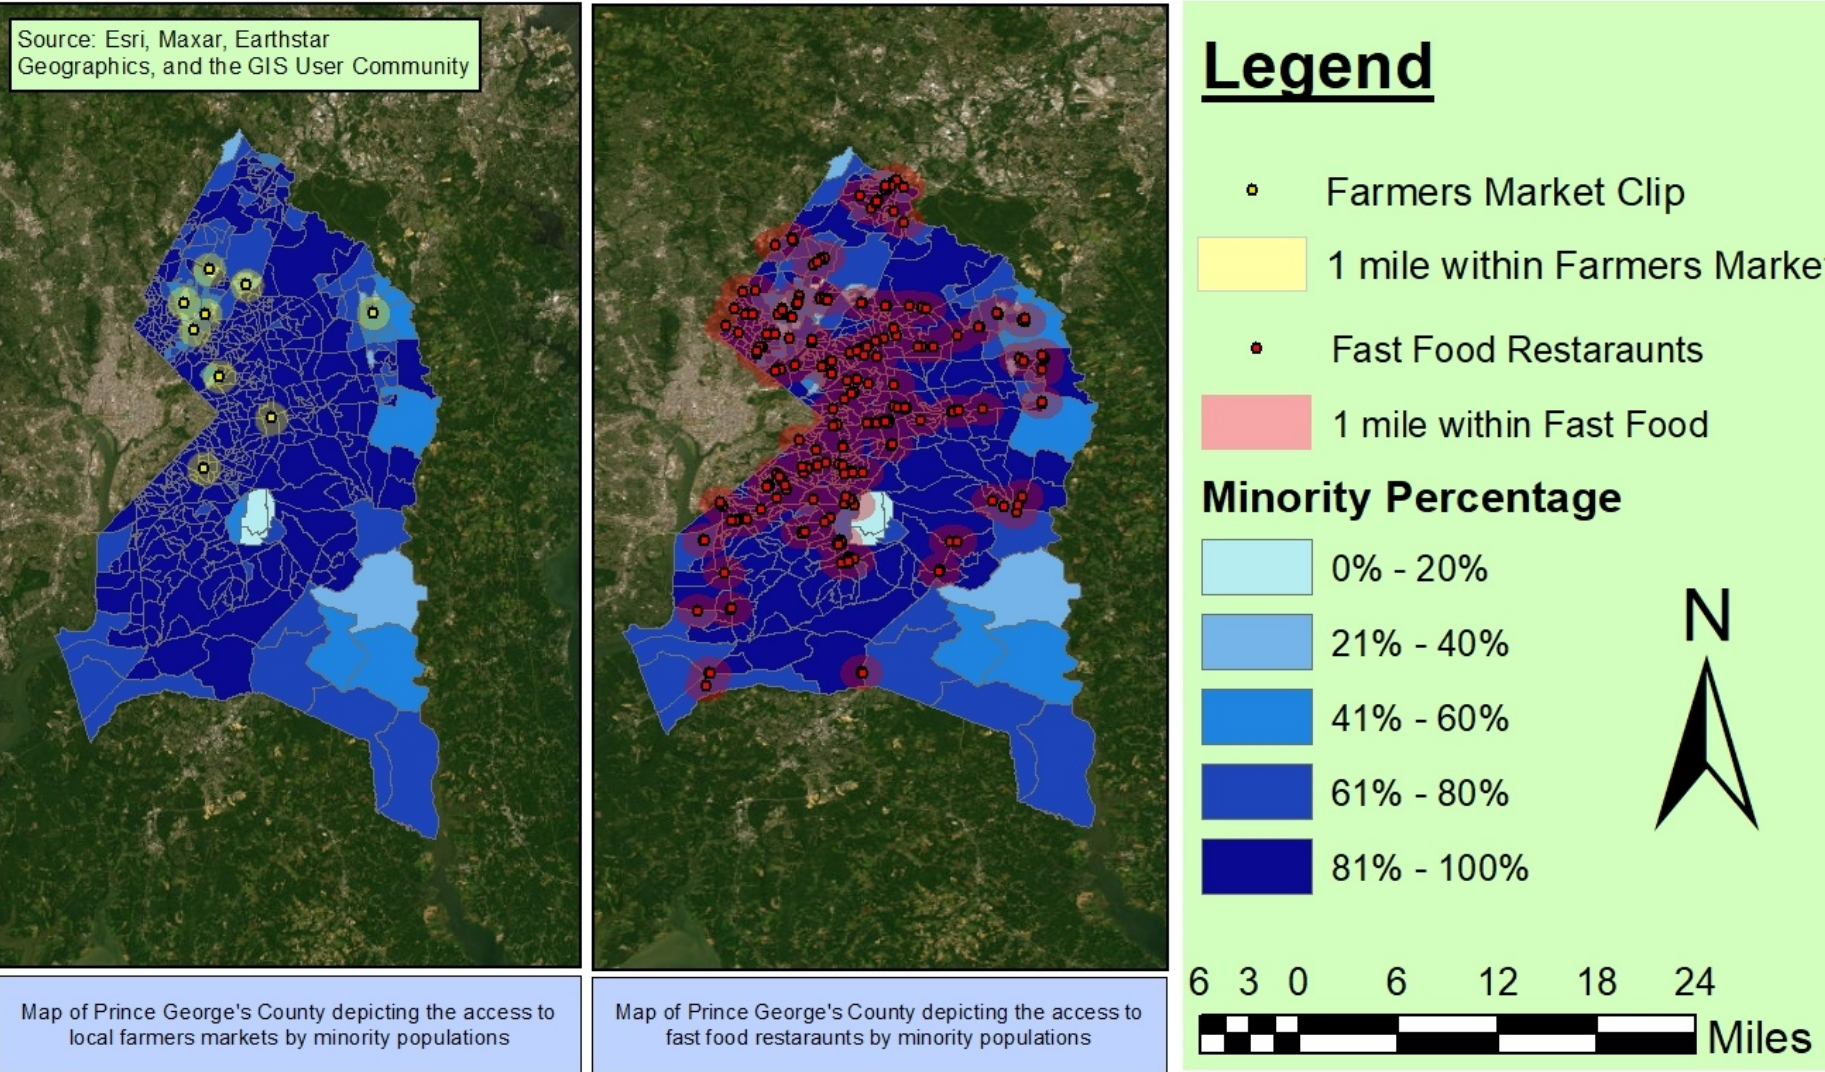 Source: Esri, Maxar, Earthstar
Geographics, and the GIS User Community
Map of Prince George's County depicting the access to
local farmers markets by minority populations
Map of Prince George's County depicting the access to
fast food restaraunts by minority populations
Legend
Farmers Market Clip
1 mile within Farmers Marke
Fast Food Restaraunts
1 mile within Fast Food
Minority Percentage
0% - 20%
21% - 40%
41% - 60%
61% - 80%
81% - 100%
N
6 3 0 6 12 18 24
Miles